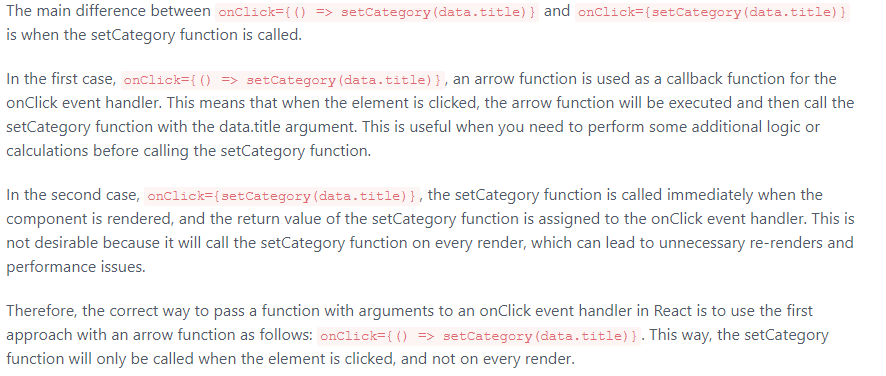 The main difference between onClick={() => setCategory(data.title)} and onClick={setCategory(data.title)}
is when the setCategory function is called.
In the first case, onClick={() => setCategory(data.title)}, an arrow function is used as a callback function for the
onClick event handler. This means that when the element is clicked, the arrow function will be executed and then call the
setCategory function with the data.title argument. This is useful when you need to perform some additional logic or
calculations before calling the setCategory function.
In the second case, onClick={setCategory(data.title)}, the setCategory function is called immediately when the
component is rendered, and the return value of the setCategory function is assigned to the onClick event handler. This is
not desirable because it will call the setCategory function on every render, which can lead to unnecessary re-renders and
performance issues.
Therefore, the correct way to pass a function with arguments to an onClick event handler in React is to use the first
approach with an arrow function as follows: onClick={() => setCategory(data.title)}. This way, the setCategory
function will only be called when the element is clicked, and not on every render.